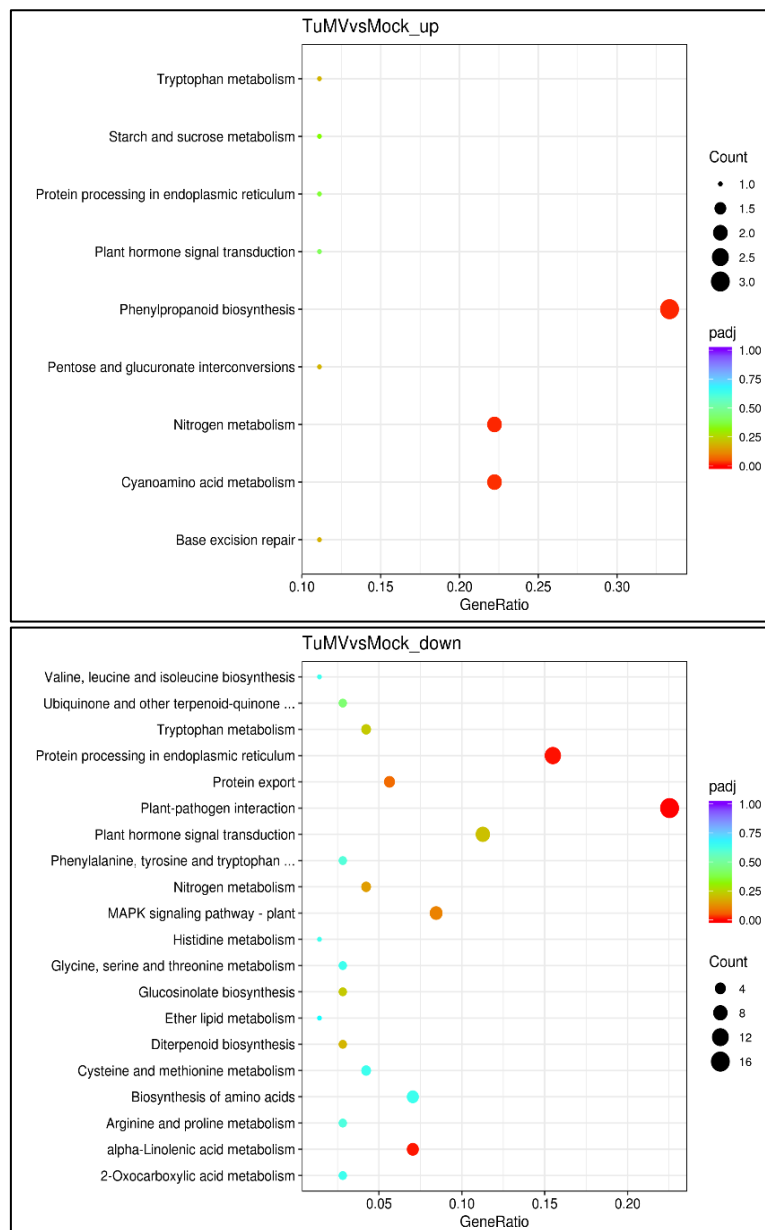 TuMVvsMock_up
Tryptophan metabolism
Starch and sucrose metabolism
Protein processing in endoplasmic reticulum
Plant hormone signal transduction
Phenylpropanoid biosynthesis
Pentose and glucuronate interconversions
Nitrogen metabolism
Cyanoamino acid metabolism
Base excision repair
0.10 0.15 0.20 0.25 0.30
GeneRatio
Count
1.0
1.5
2.0
2.5
3.0
padj
1.00
0.75
0.50
0.25
0.00
TuMVvsMock_down
Valine, leucine and isoleucine biosynthesis
Ubiquinone and other terpenoid-quinone ...
Tryptophan metabolism
Protein processing in endoplasmic reticulum
Protein export
Plant-pathogen interaction
Plant hormone signal transduction
Phenylalanine, tyrosine and tryptophan ...
Nitrogen metabolism
MAPK signaling pathway - plant
Histidine metabolism
Glycine, serine and threonine metabolism
Glucosinolate biosynthesis
Ether lipid metabolism
Diterpenoid biosynthesis
Cysteine and methionine metabolism
Biosynthesis of amino acids
Arginine and proline metabolism
alpha-Linolenic acid metabolism
2-Oxocarboxylic acid metabolism
0.05 0.10 0.15 0.20
GeneRatio
padj
1.00
0.75
0.50
0.25
0.00
Count
4
8
12
16